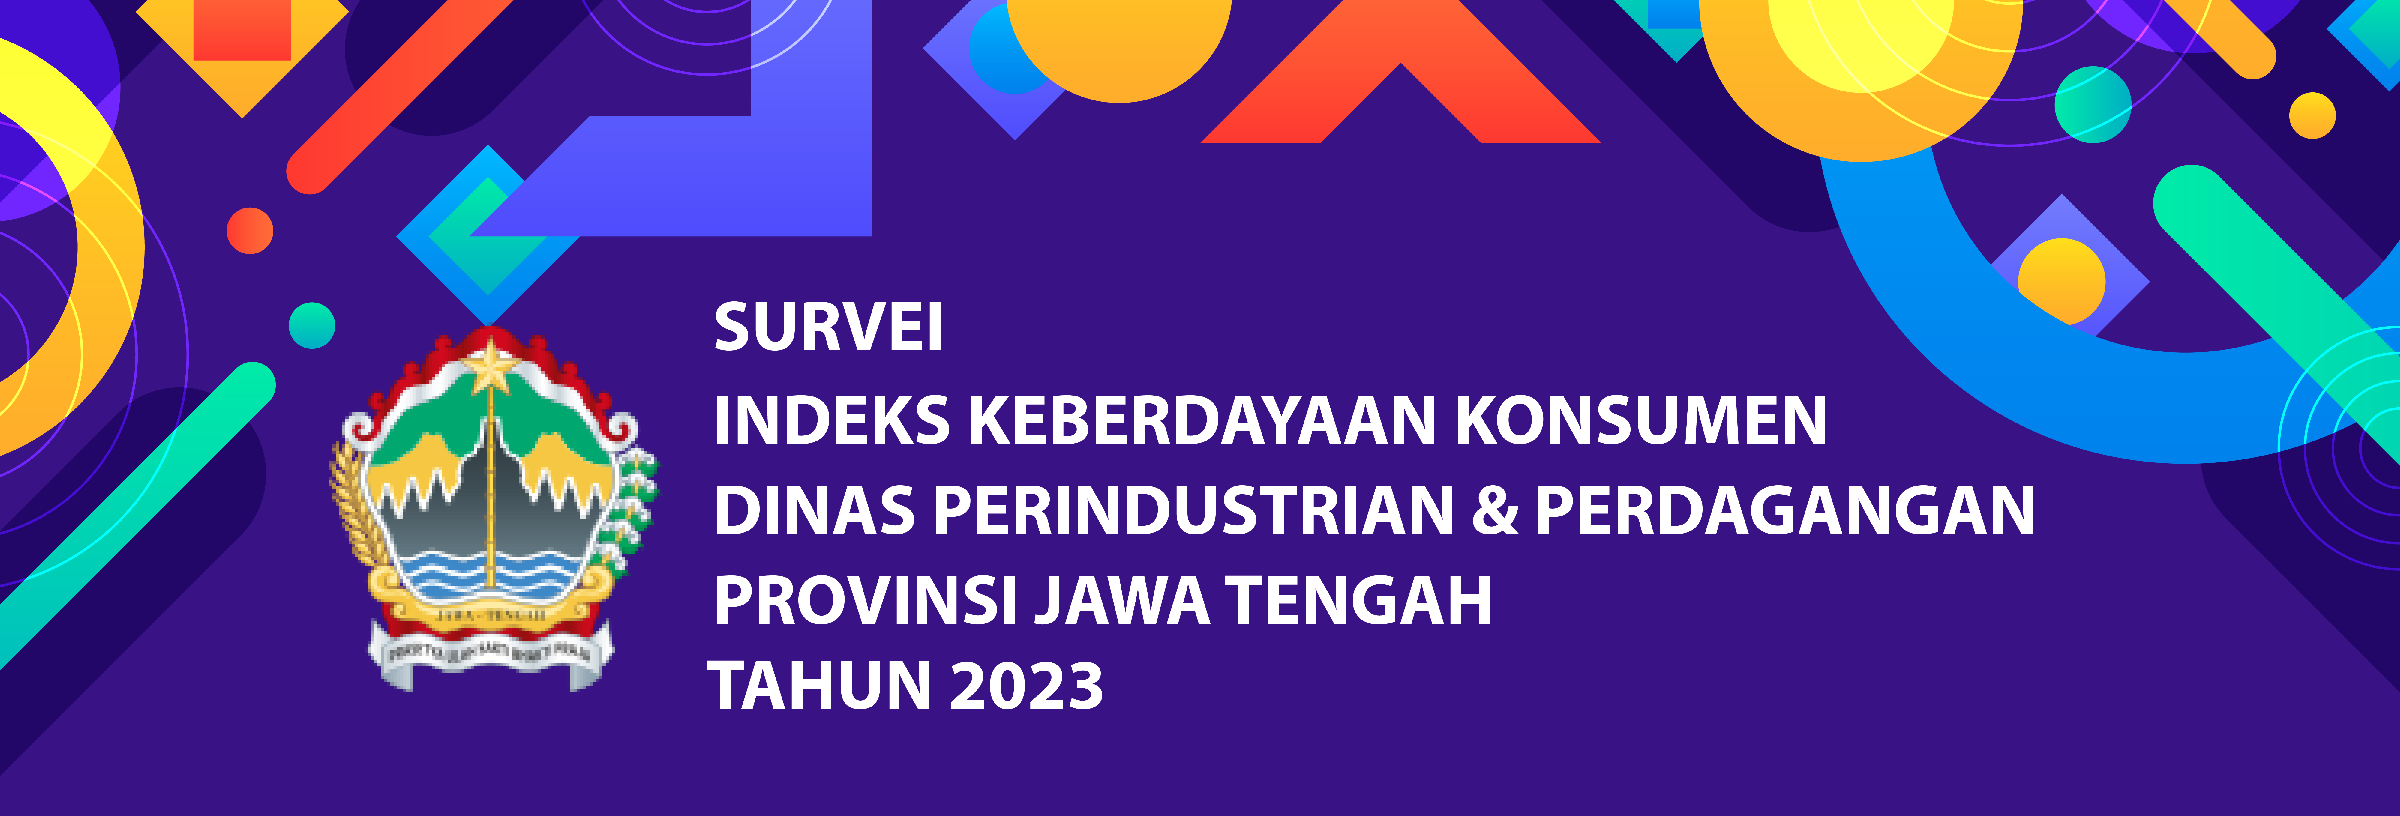 SURVEI
INDEKS KEBERDAYAAN KONSUMEN
DINAS PERINDUSTRIAN & PERDAGANGAN
PROVINSI JAWA TENGAH
TAHUN 2023
JAWA - TENGAH